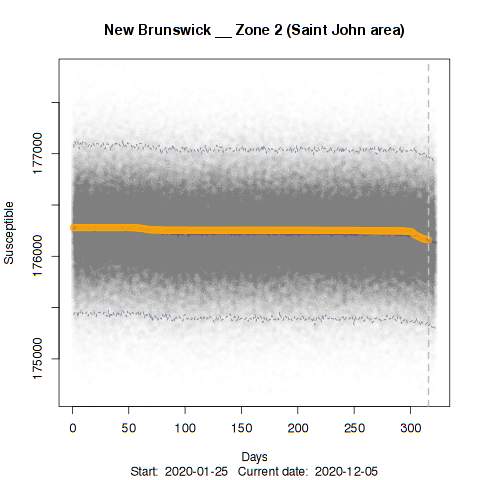 New Brunswick __ Zone 2 (Saint John area)
Susceptible
177000
176000
175000
0 50 100 150 200 250 300
Days
Start: 2020-01-25 Current date: 2020-12-05